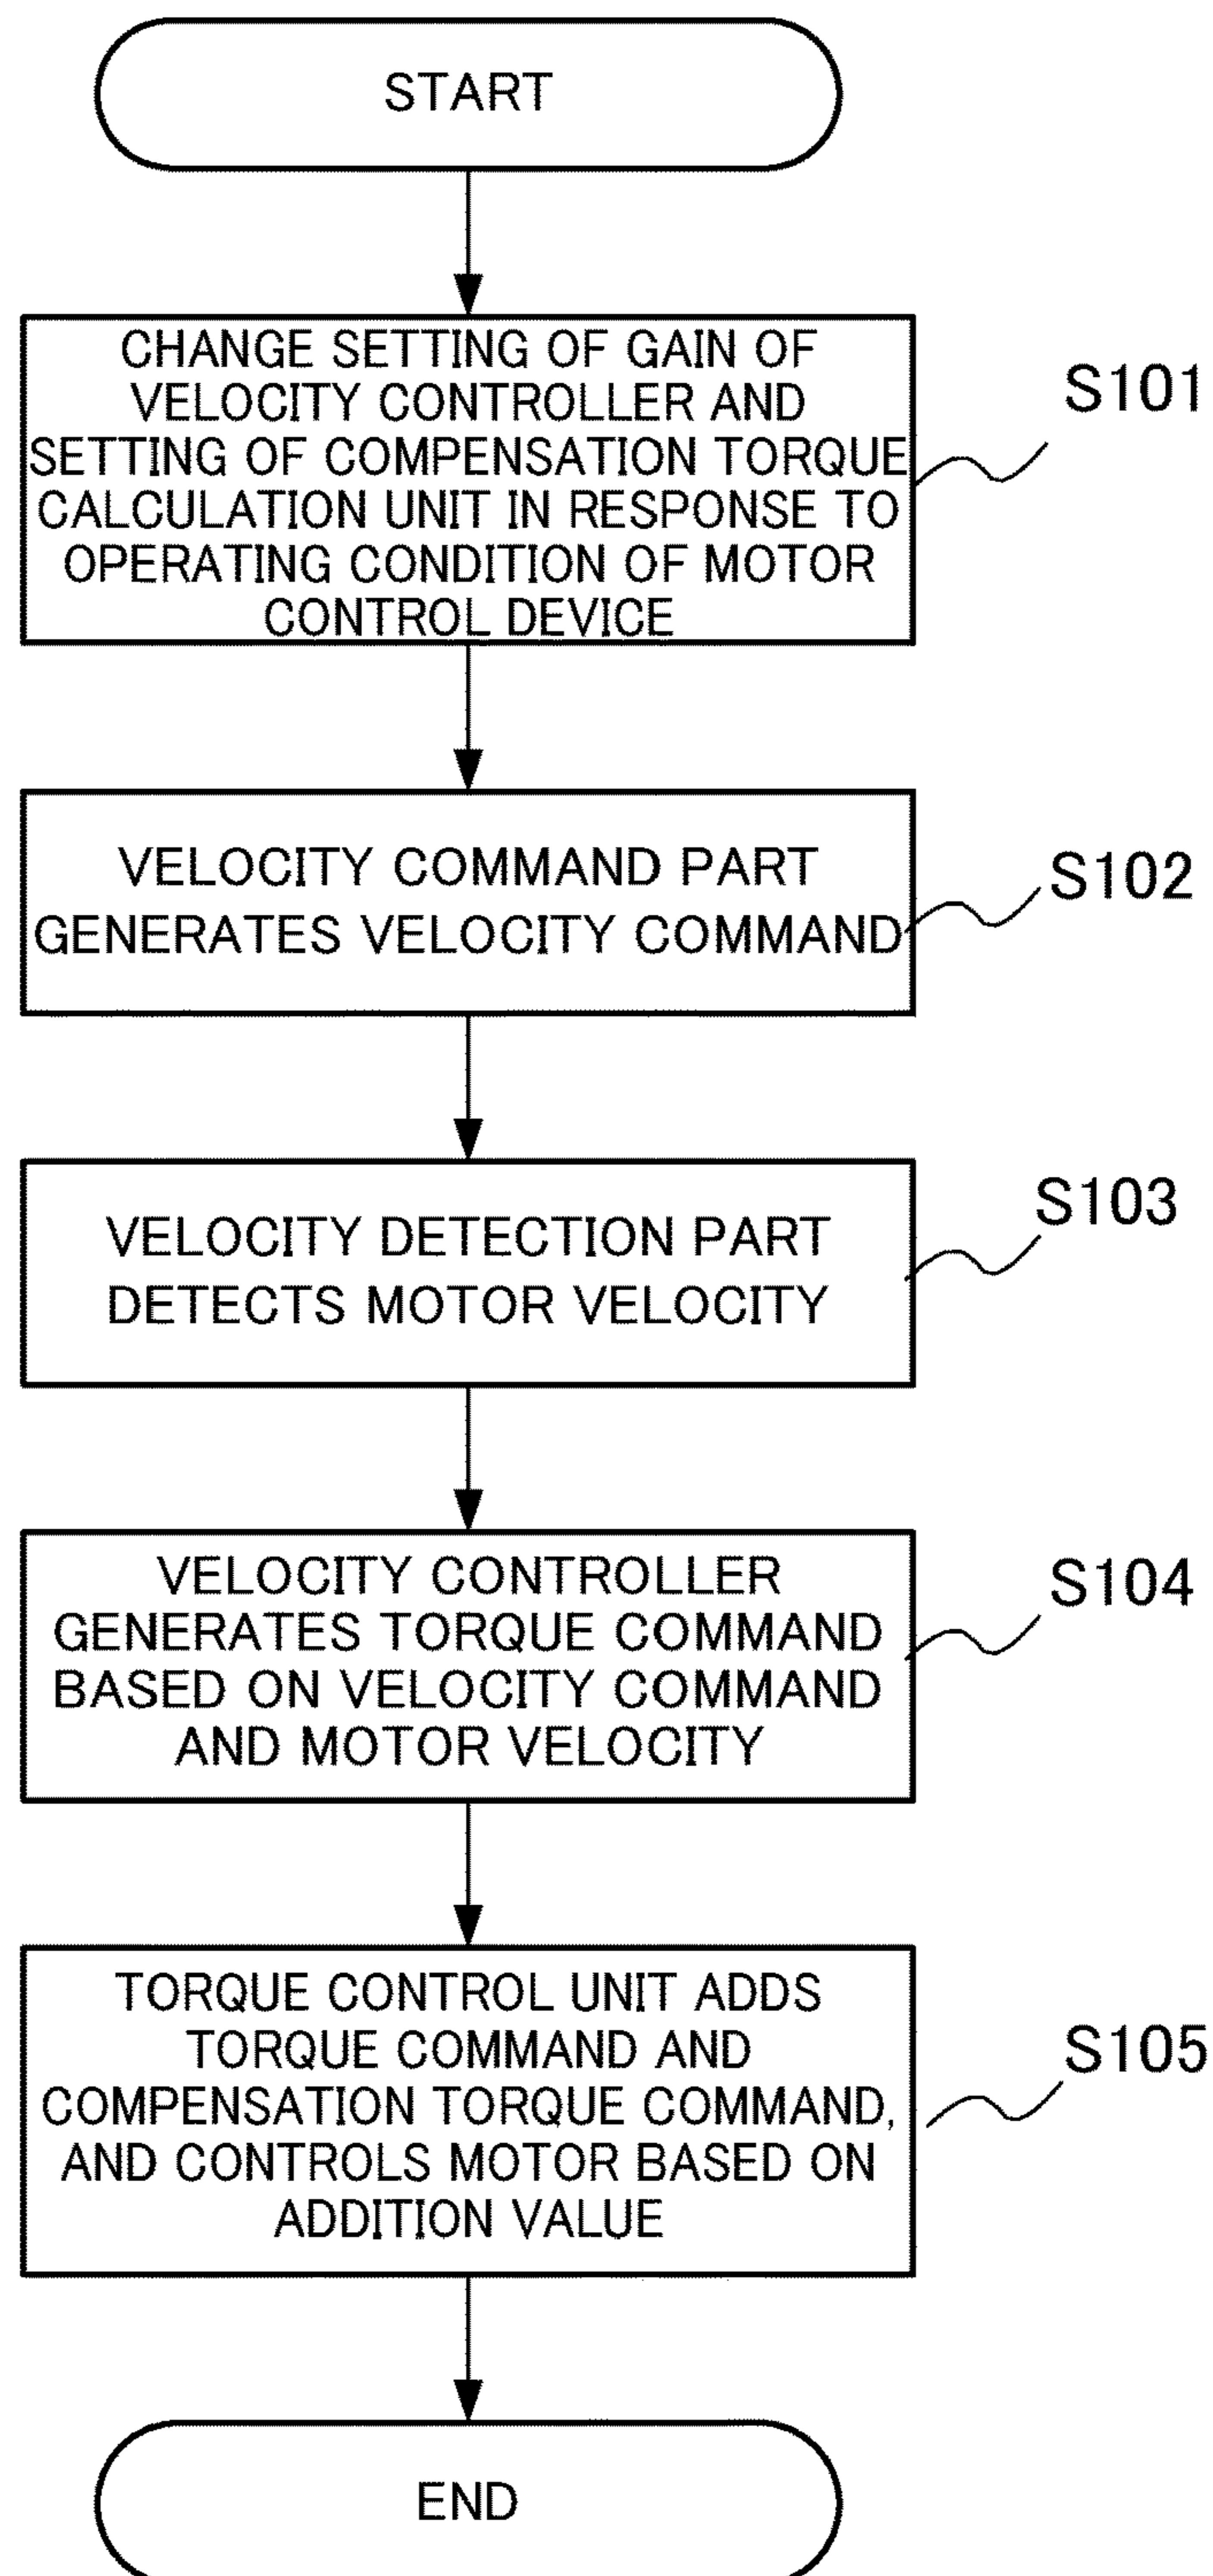 START
CHANGE SETTING OF GAIN OF
VELOCITY CONTROLLER AND
SETTING OF COMPENSATION TORQUE
CALCULATION UNIT IN RESPONSE TO
OPERATING CONDITION OF MOTOR
CONTROL DEVICE
S101
VELOCITY COMMAND PART
GENERATES VELOCITY COMMAND
S102
VELOCITY DETECTION PART
DETECTS MOTOR VELOCITY
S103
VELOCITY CONTROLLER
GENERATES TORQUE COMMAND
BASED ON VELOCITY COMMAND
AND MOTOR VELOCITY
S104
TORQUE CONTROL UNIT ADDS
TORQUE COMMAND AND
COMPENSATION TORQUE COMMAND,
AND CONTROLS MOTOR BASED ON
ADDITION VALUE
S105
END